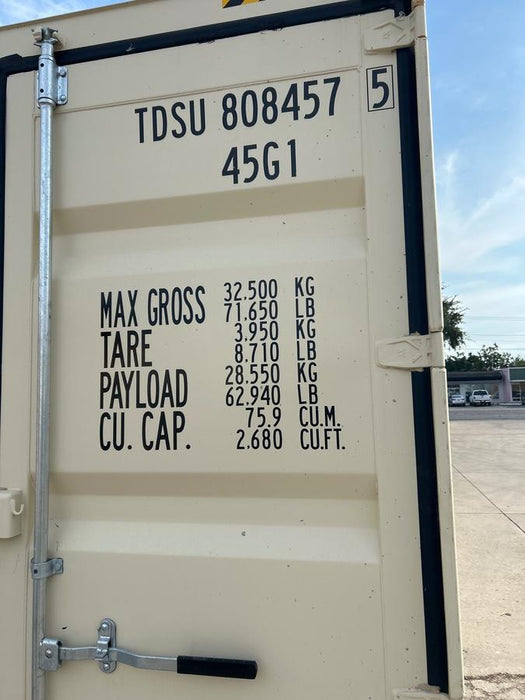 TDSU 808457 5
45G1
MAX GROSS 32.500 KG
71.650 LB
TARE 3.950 KG
8.710 LB
PAYLOAD 28.550 KG
62.940 LB
CU. CAP. 75.9 CU.M.
2.680 CU.FT.